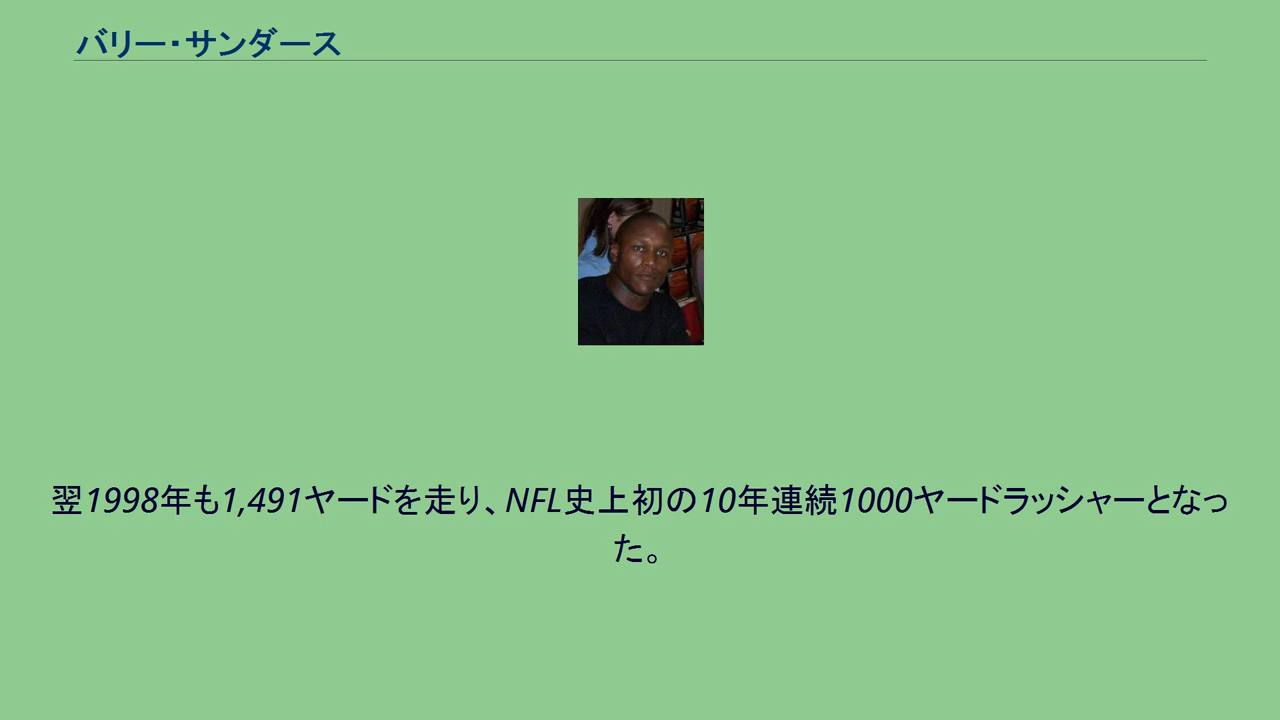 バリー・サンダース
翌1998年も1,491ヤードを走り、NFL史上初の10年連続1000ヤードラッシャーとなっ
た。